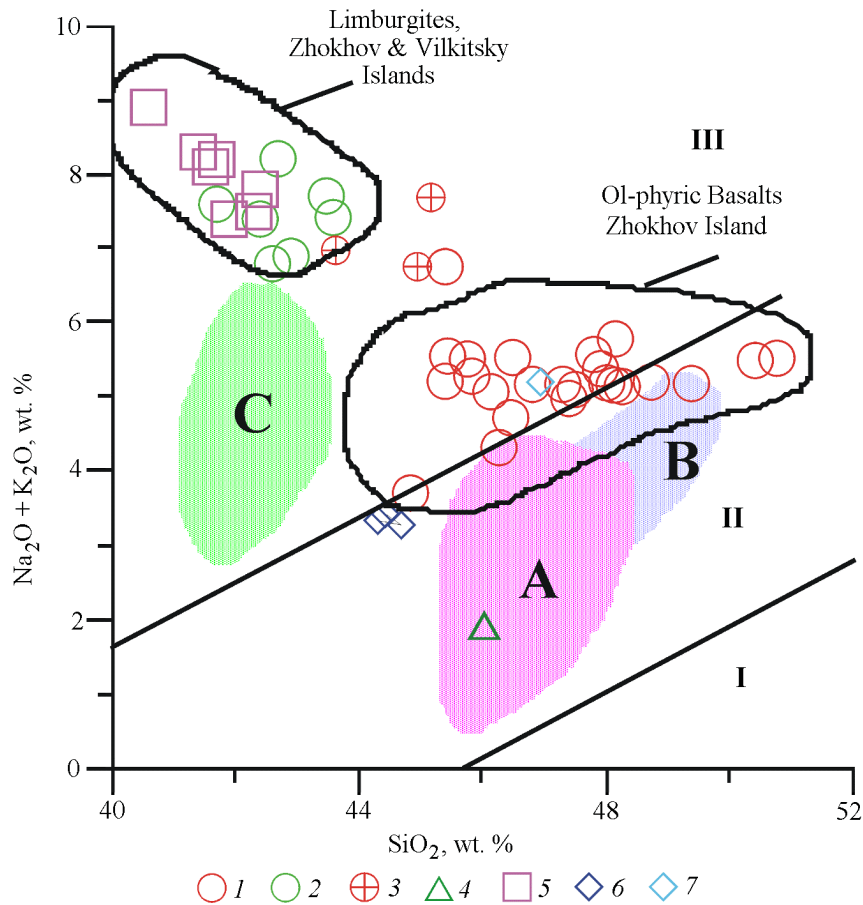 Limburgites,
Zhokhov & Vilkitsky
Islands
III
Ol-phyric Basalts
Zhokhov Island
C
B
A
II
I
Na2O + K2O, wt. %
10
8
6
4
2
0
40
44
48
52
SiO2, wt. %
1 2 3 4 5 6 7